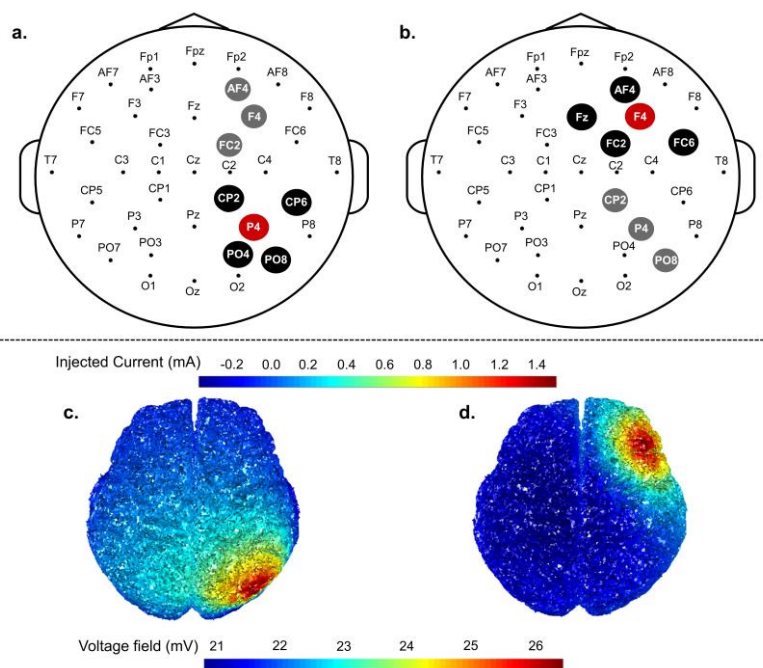 a.
Fp1 Fpz Fp2
AF7 AF3 AF4 AF8
F7 F3 Fz F4 F8
FC5 FC3 FC2 FC6
T7 C3 C1 Cz C2 C4 T8
CP5 CP1 CP2 CP6
P7 P3 Pz P4 P8
PO7 PO3 PO4 PO8
O1 Oz O2
b.
Fp1 Fpz Fp2
AF7 AF3 AF4 AF8
F7 F3 Fz F4 F8
FC5 FC3 FC2 FC6
T7 C3 C1 Cz C2 C4 T8
CP5 CP1 CP2 CP6
P7 P3 Pz P4 P8
PO7 PO3 PO4 PO8
O1 Oz O2
Injected Current (mA) -0.2 0.0 0.2 0.4 0.6 0.8 1.0 1.2 1.4
c.
d.
Voltage field (mV) 21 22 23 24 25 26